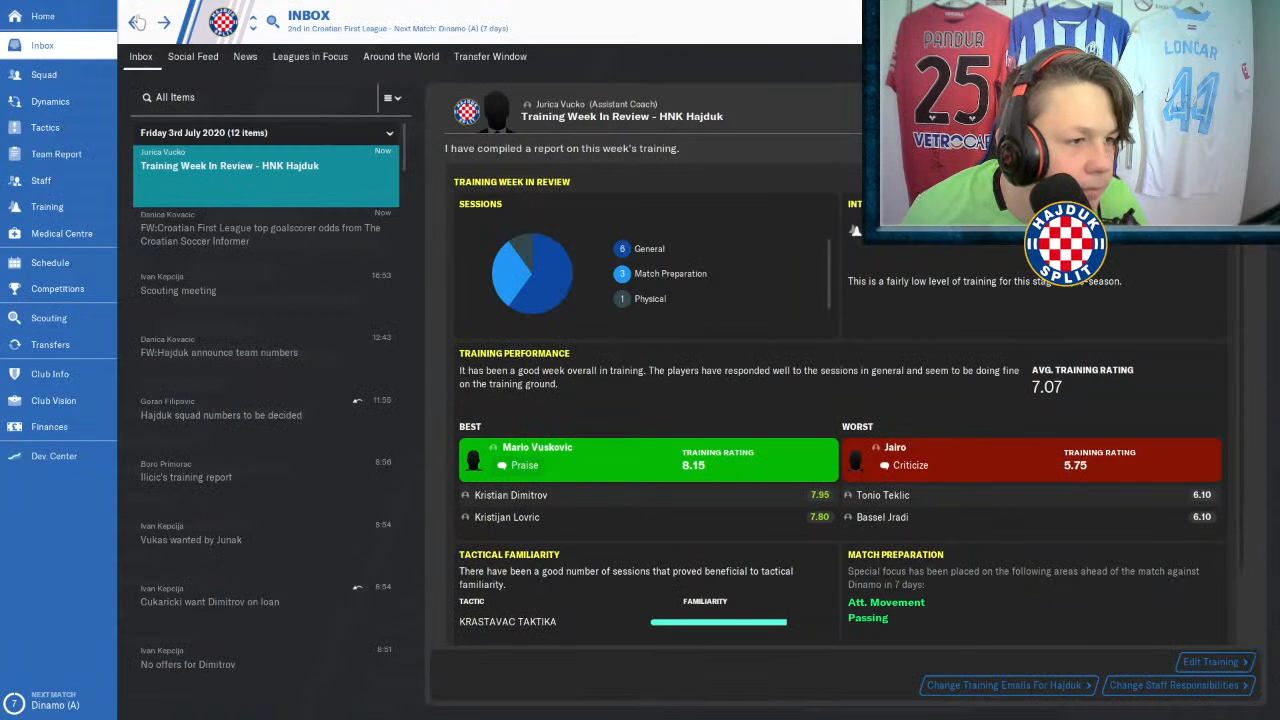 Home
Inbox
Squad
Dynamics
Tactics
Team Report
Staff
Training
Medical Centre
Schedule
Competitions
Scouting
Transfers
Club Info
Club Vision
Finances
Dev. Center
7
NEXT MATCH
Dinamo (A)
INBOX
2nd in Croatian First League - Next Match: Dinamo (A) (7 days)
Inbox
Social Feed
News
Leagues in Focus
Around the World
Transfer Window
All Items
Friday 3rd July 2020 (12 items)
Jurica Vucko
Now
Training Week In Review - HNK Hajduk
Danica Kovacic
Now
FW:Croatian First League top goalscorer odds from The
Croatian Soccer Informer
Ivan Kepcija
16:53
Scouting meeting
Danica Kovacic
12:43
FW:Hajduk announce team numbers
Goran Filipovic
11:55
Hajduk squad numbers to be decided
Boro Primorac
8:56
Ilicic's training report
Ivan Kepcija
8:54
Vukas wanted by Junak
Ivan Kepcija
8:54
Cukaricki want Dimitrov on loan
Ivan Kepcija
8:51
No offers for Dimitrov
Jurica Vucko (Assistant Coach)
Training Week In Review - HNK Hajduk
I have compiled a report on this week's training.
TRAINING WEEK IN REVIEW
SESSIONS
6 General
3 Match Preparation
1 Physical
This is a fairly low level of training for this
TRAINING PERFORMANCE
It has been a good week overall in training. The players have responded well to the sessions in general and seem to be doing fine
on the training ground.
AVG. TRAINING RATING
7.07
BEST
Mario Vuskovic
Praise
TRAINING RATING
8.15
Kristian Dimitrov
7.95
Kristijan Lovric
7.80
WORST
Jairo
Criticize
TRAINING RATING
5.75
Tonio Teklic
6.10
Bassel Jradi
6.10
TACTICAL FAMILIARITY
There have been a good number of sessions that proved beneficial to tactical
familiarity.
TACTIC
FAMILIARITY
KRASTAVAC TAKTIKA
MATCH PREPARATION
Special focus has been placed on the following areas ahead of the match against
Dinamo in 7 days:
Att. Movement
Passing
Edit Training
Change Training Emails For Hajduk
Change Staff Responsibilities
PANDUR
25
VETROCAR
LONCAR
44
HAJDUK
SPLIT